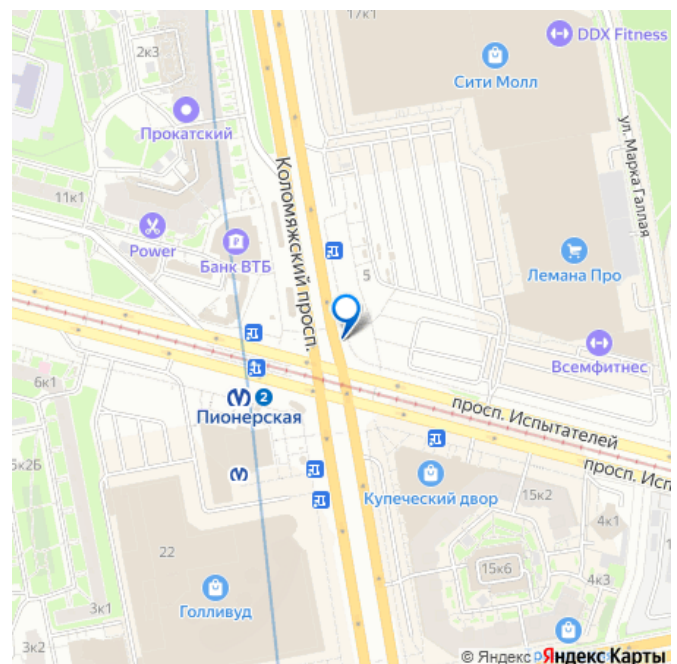 17к1
DDX Fitness
2к3
Сити Молл
Прокатский
ул. Марка Галлая
Коломяжский просп.
11к1
Power
Банк ВТБ
5
Лемана Про
Всемфитнес
6к1
2
Пионерская
просп. Испытателей
просп. Исп
5к2Б
Купеческий двор
15к2
4к1
22
15к6
4к3
Голливуд
3к1
3к2
© Яндекс
Яндекс Карты